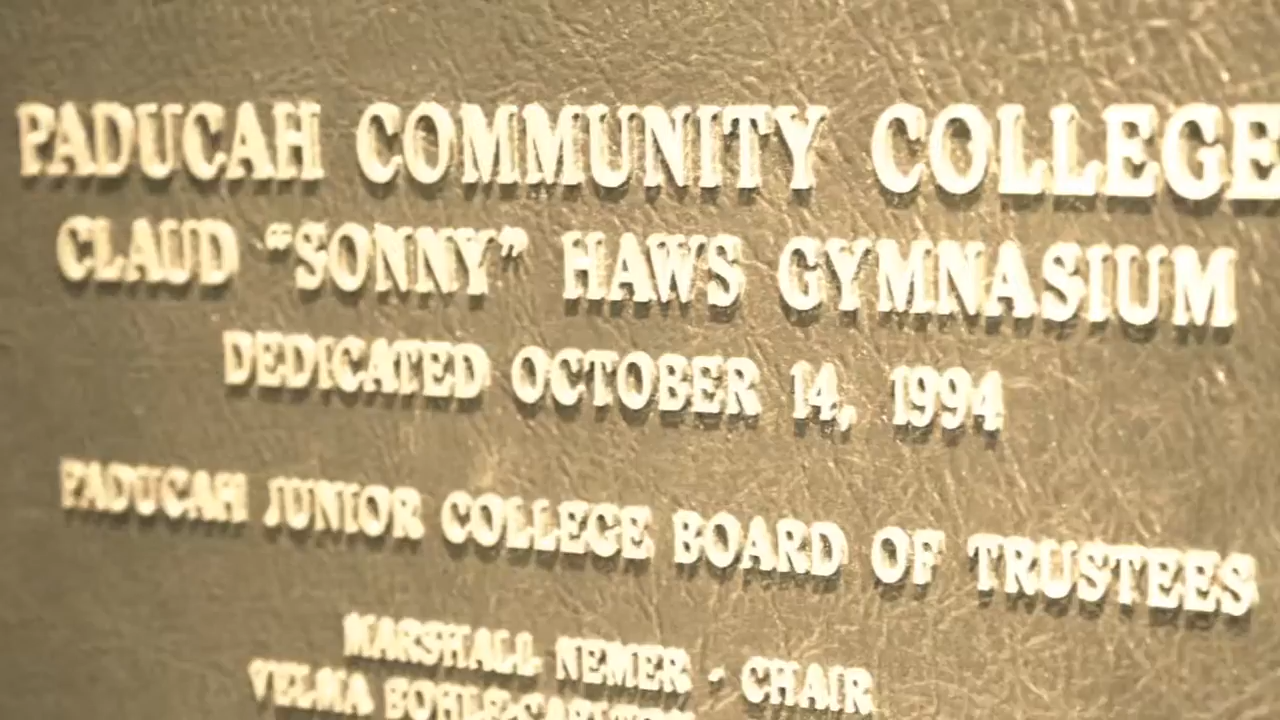 PADUCAH COMMUNITY COLLEGE
CLAUD “SONNY” HAWS GYMNASIUM
DEDICATED OCTOBER 14, 1994
PADUCAH JUNIOR COLLEGE BOARD OF TRUSTEES
MARSHALL NEMER - CHAIR
VELMA